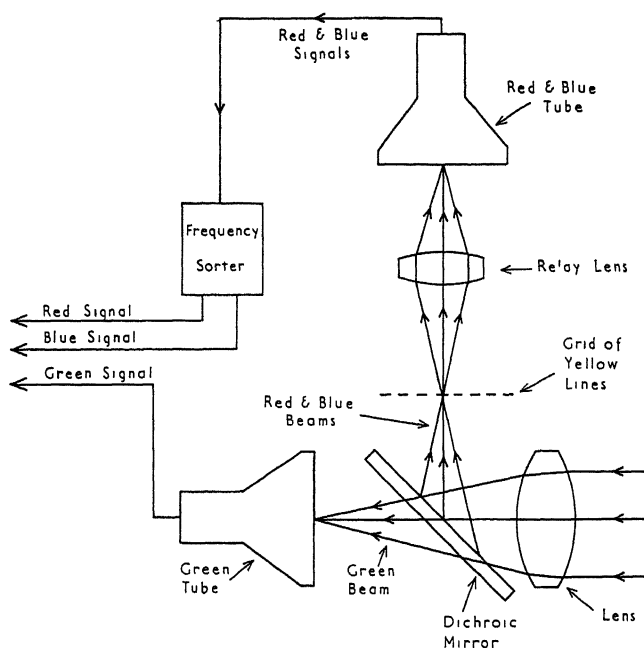 Red & Blue
Signals
Red & Blue
Tube
Frequency
Sorter
Relay Lens
Red Signal
Blue Signal
Green Signal
Grid of
Yellow
Lines
Red & Blue
Beams
Green
Tube
Green
Beam
Dichroic
Mirror
Lens